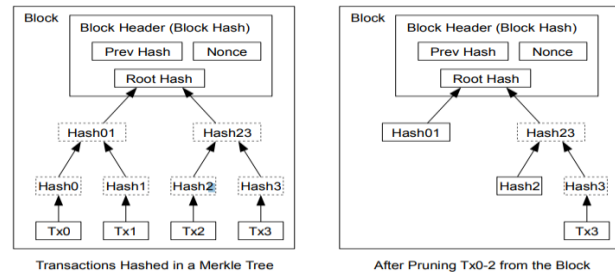 Block
Block Header (Block Hash)
Prev Hash
Nonce
Root Hash
Hash01
Hash23
Hash0
Hash1
Hash2
Hash3
Tx0
Tx1
Tx2
Tx3
Transactions Hashed in a Merkle Tree
Block
Block Header (Block Hash)
Prev Hash
Nonce
Root Hash
Hash01
Hash23
Hash2
Hash3
Tx3
After Pruning Tx0-2 from the Block